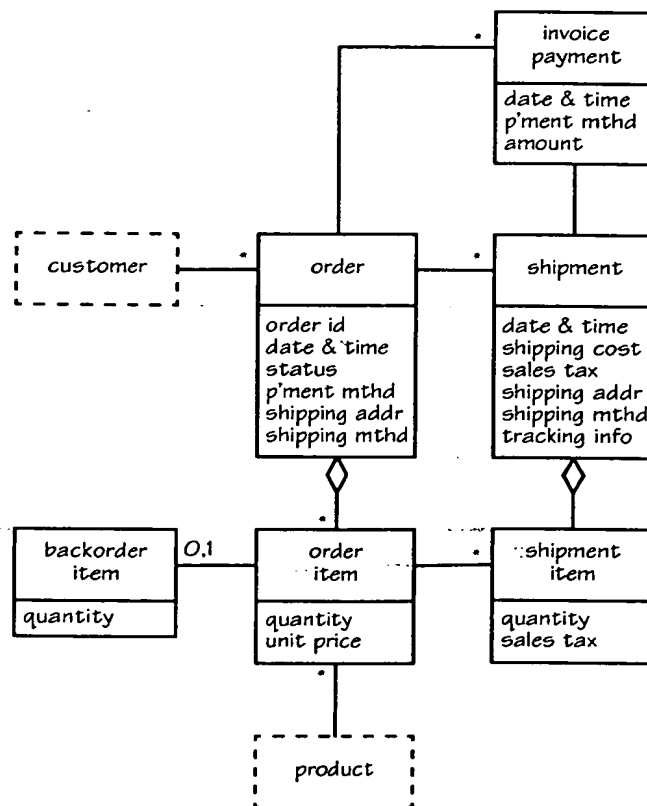 *
invoice
payment
date & time
p'ment mthd
amount
customer
*
order
*
shipment
order id
date & time
status
p'ment mthd
shipping addr
shipping mthd
date & time
shipping cost
sales tax
shipping addr
shipping mthd
tracking info
*
backorder
item
0,1
order
item
*
shipment
item
quantity
quantity
unit price
quantity
sales tax
*
product